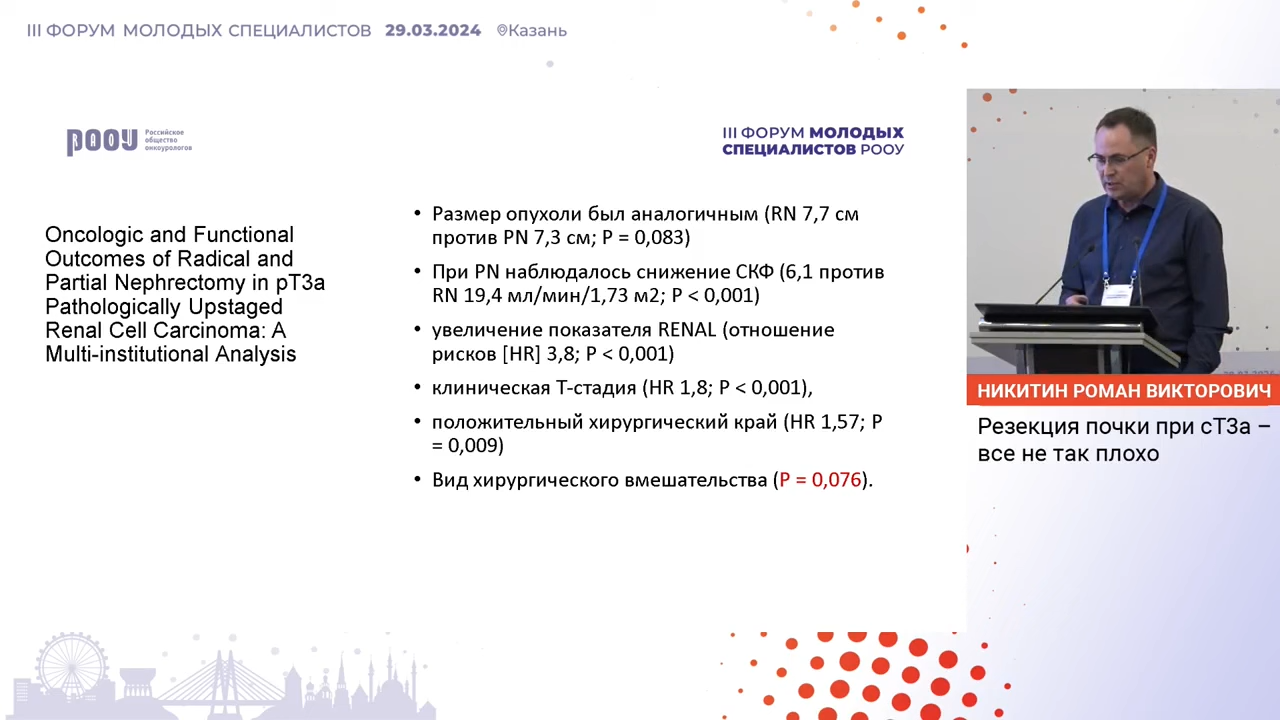 III ФОРУМ МОЛОДЫХ СПЕЦИАЛИСТОВ 29.03.2024 Казань
РООУ
Российское
общество
онкоурологов
III ФОРУМ МОЛОДЫХ
СПЕЦИАЛИСТОВ РООУ
Oncologic and Functional
Outcomes of Radical and
Partial Nephrectomy in pT3a
Pathologically Upstaged
Renal Cell Carcinoma: A
Multi-institutional Analysis
• Размер опухоли был аналогичным (RN 7,7 см
против PN 7,3 см; P = 0,083)
• При PN наблюдалось снижение СКФ (6,1 против
RN 19,4 мл/мин/1,73 м2; P < 0,001)
• увеличение показателя RENAL (отношение
рисков [HR] 3,8; P < 0,001)
• клиническая Т-стадия (HR 1,8; P < 0,001),
• положительный хирургический край (HR 1,57; P
= 0,009)
• Вид хирургического вмешательства (P = 0,076).
НИКИТИН РОМАН ВИКТОРОВИЧ
Резекция почки при сТ3а –
все не так плохо